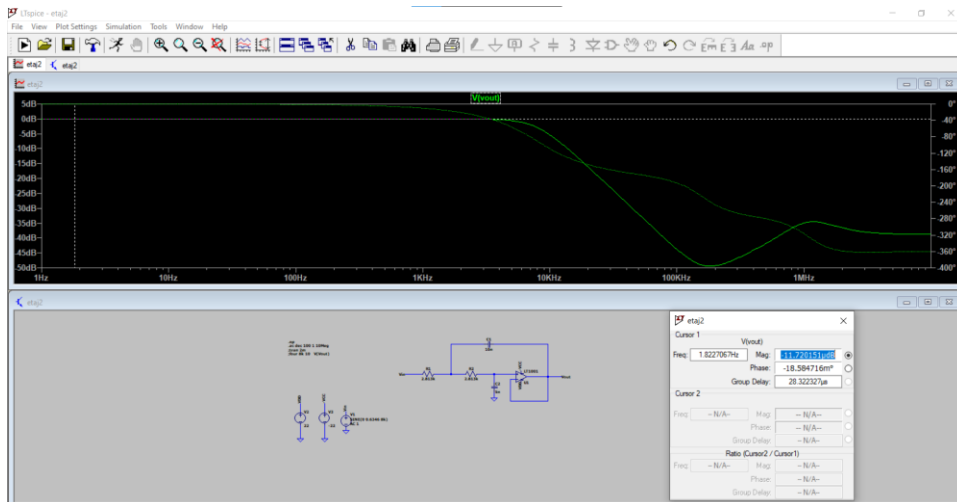 LTspice - etaj2
File View Plot Settings Simulation Tools Window Help
etaj2 etaj2
etaj2
V(vout)
5dB 0°
0dB -40°
-5dB -80°
-10dB -120°
-15dB
-20dB -160°
-25dB -200°
-30dB -240°
-35dB -280°
-40dB -320°
-45dB -360°
-50dB -400°
1Hz 10Hz 100Hz 1KHz 10KHz 100KHz 1MHz
etaj2
etaj2
Cursor 1
V(vout)
Freq: 1.8227067Hz Mag: -11.720151µdB
Phase: -18.584716m°
Group Delay: 28.322327µs
Cursor 2
Freq: -- N/A-- Mag: -- N/A--
Phase: -- N/A--
Group Delay: -- N/A--
Ratio (Cursor2 / Cursor1)
Freq: -- N/A-- Mag: -- N/A--
Phase: -- N/A--
Group Delay: -- N/A--